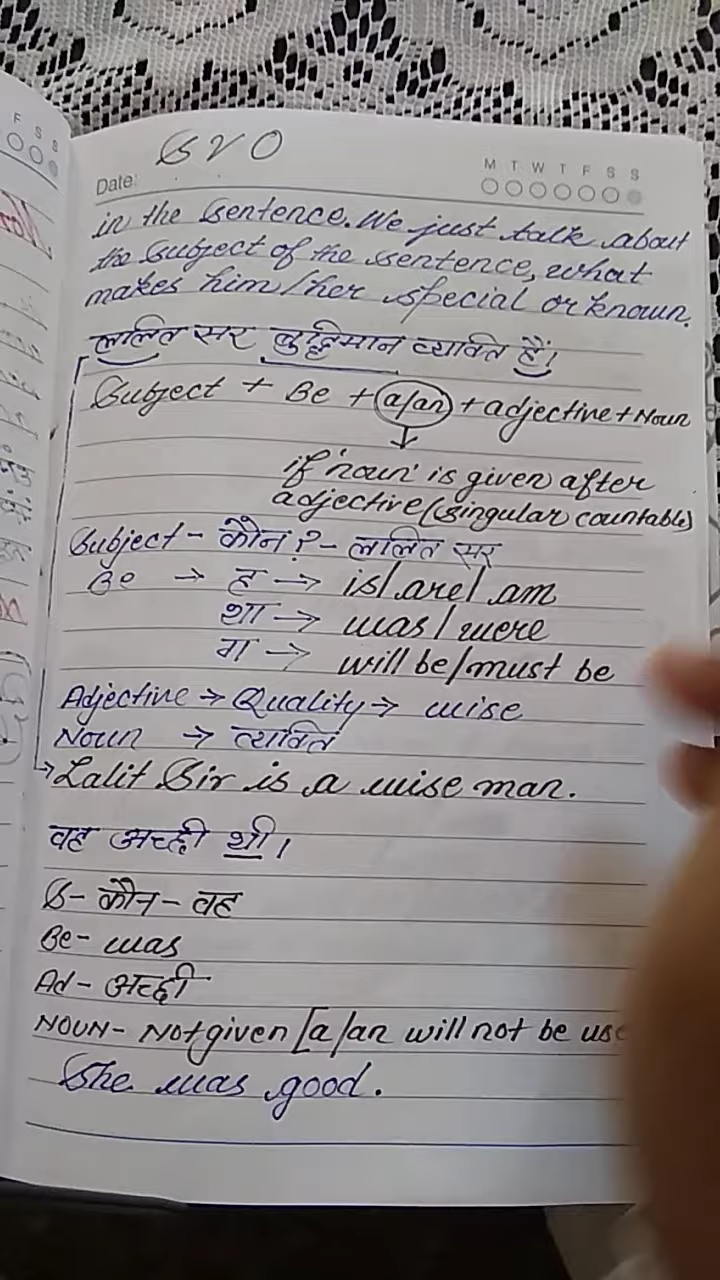 SVO
Date:
M T W T F S S
in the sentence. We just talk about
the subject of the sentence, what
makes him/her special or known.
ललित सर बुद्धिमान व्यक्ति हैं।
Subject + Be + a/an + adjective + Noun
if 'noun' is given after
adjective (singular countable)
Subject - कौन? - ललित सर
Be → ह → is/are/am
था → was/were
गा → will be/must be
Adjective → Quality → wise
Noun → व्यक्ति
→ Lalit Sir is a wise man.
वह अच्छी थी।
S - कौन - वह
Be - was
Ad - अच्छी
NOUN - Not given [a/an will not be
She was good.
F S S